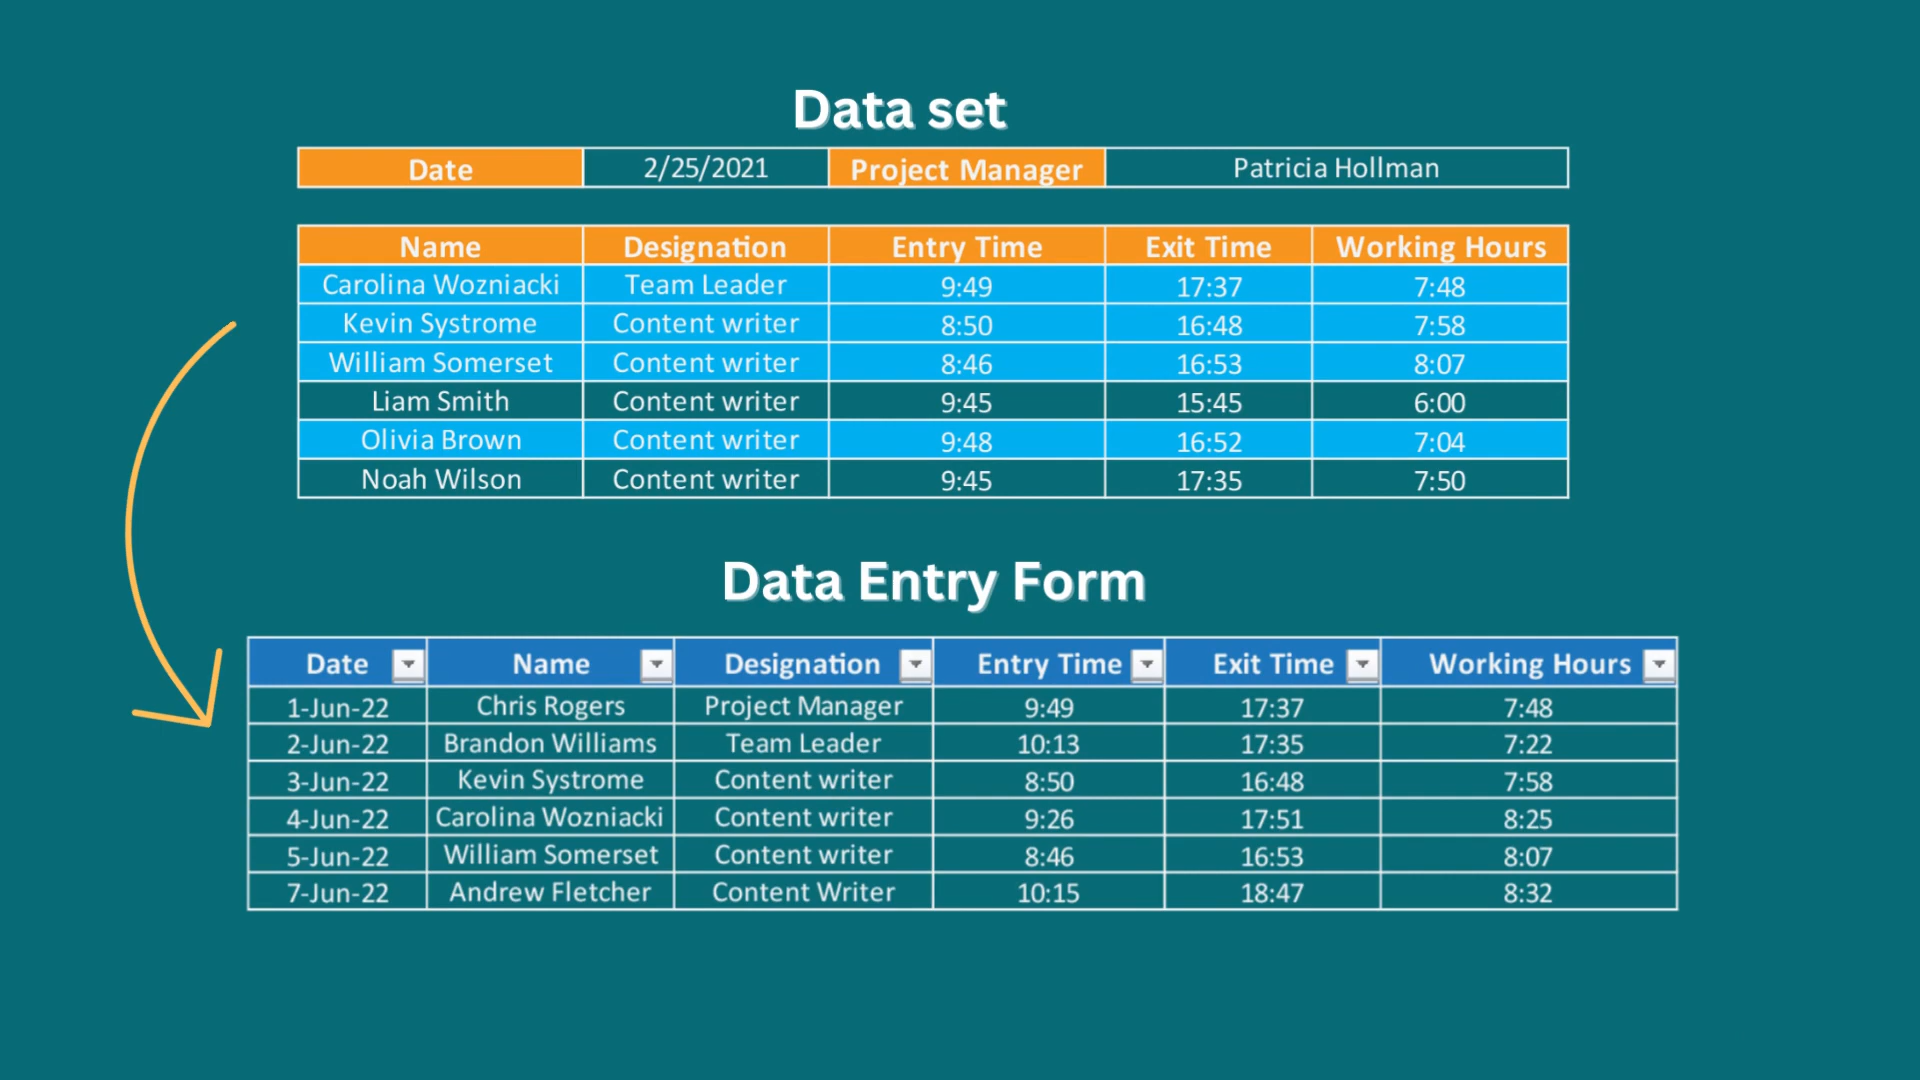 Data set
Date 2/25/2021 Project Manager Patricia Hollman
Name Designation Entry Time Exit Time Working Hours
Carolina Wozniacki Team Leader 9:49 17:37 7:48
Kevin Systrome Content writer 8:50 16:48 7:58
William Somerset Content writer 8:46 16:53 8:07
Liam Smith Content writer 9:45 15:45 6:00
Olivia Brown Content writer 9:48 16:52 7:04
Noah Wilson Content writer 9:45 17:35 7:50
Data Entry Form
Date Name Designation Entry Time Exit Time Working Hours
1-Jun-22 Chris Rogers Project Manager 9:49 17:37 7:48
2-Jun-22 Brandon Williams Team Leader 10:13 17:35 7:22
3-Jun-22 Kevin Systrome Content writer 8:50 16:48 7:58
4-Jun-22 Carolina Wozniacki Content writer 9:26 17:51 8:25
5-Jun-22 William Somerset Content writer 8:46 16:53 8:07
7-Jun-22 Andrew Fletcher Content Writer 10:15 18:47 8:32